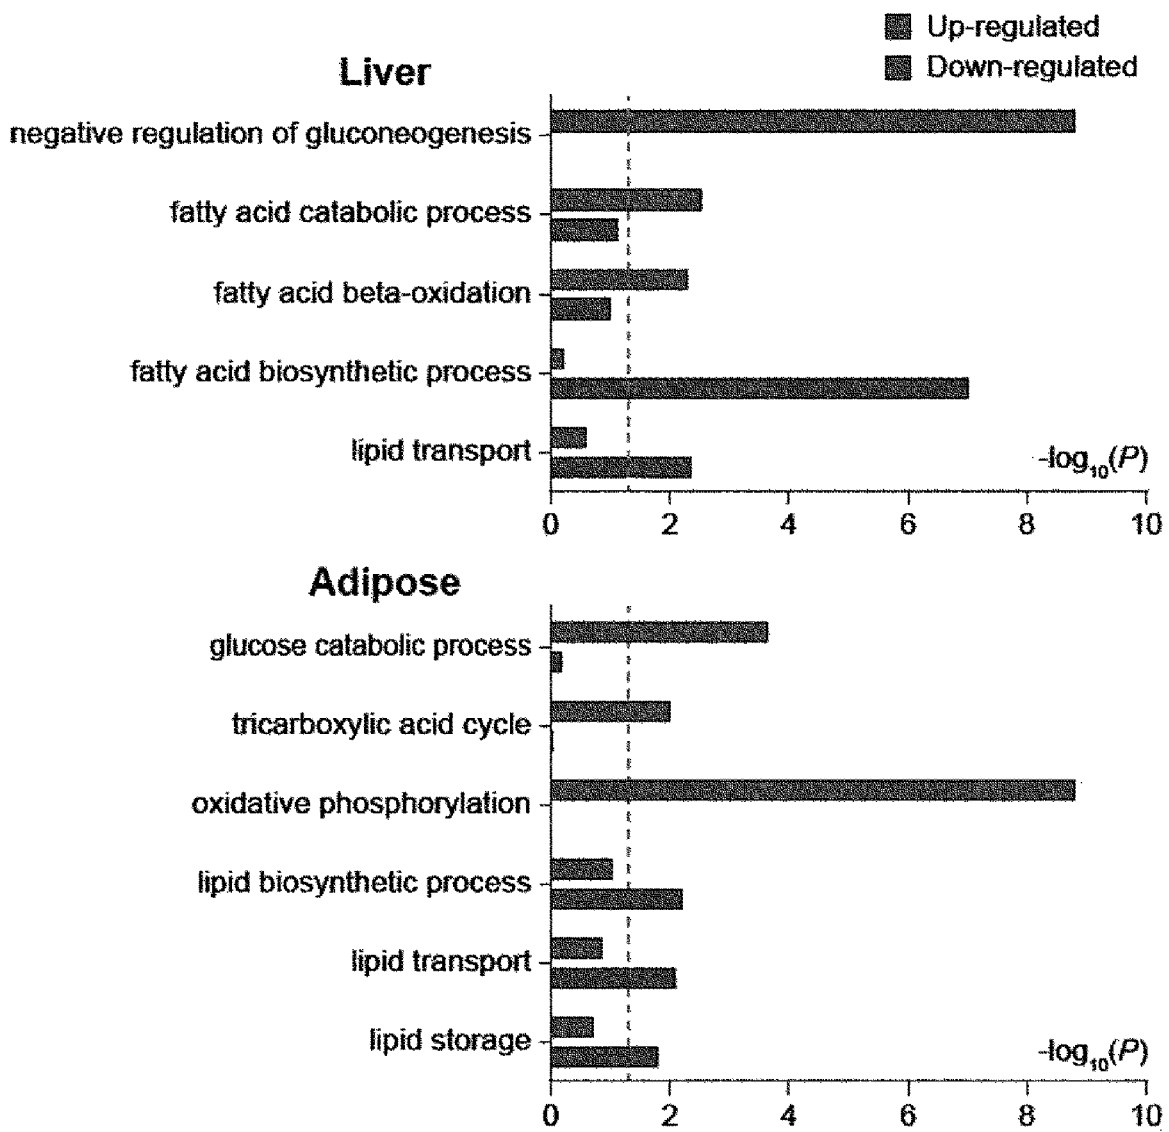 Up-regulated
Down-regulated
Liver
negative regulation of gluconeogenesis
fatty acid catabolic process
fatty acid beta-oxidation
fatty acid biosynthetic process
lipid transport
-log₁₀(P)
0 2 4 6 8 10
Adipose
glucose catabolic process
tricarboxylic acid cycle
oxidative phosphorylation
lipid biosynthetic process
lipid transport
lipid storage
-log₁₀(P)
0 2 4 6 8 10